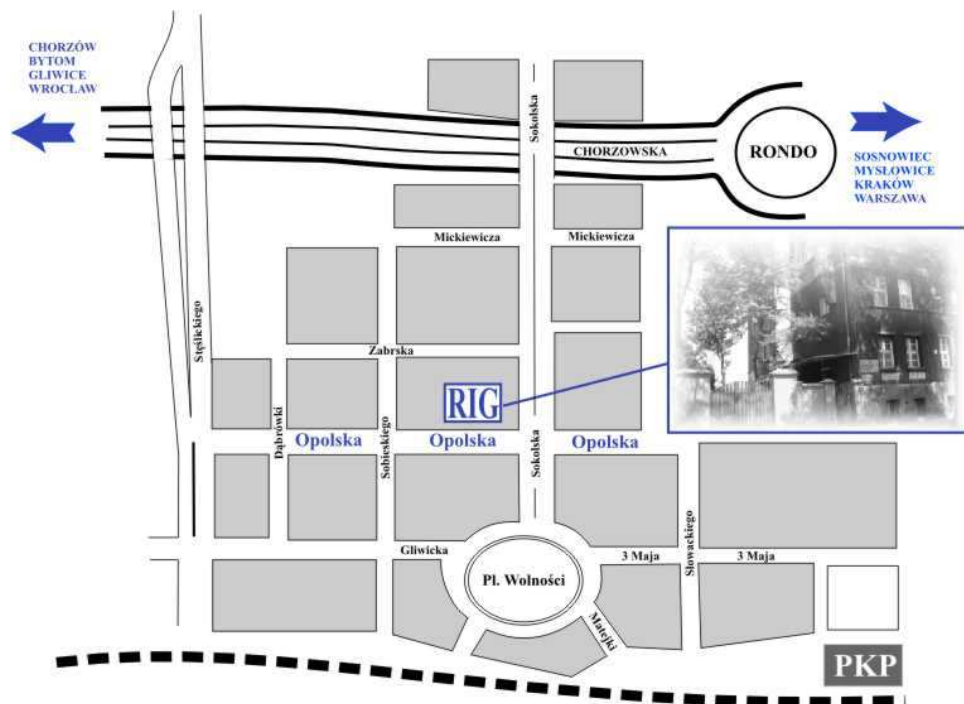 CHORZÓW
BYTOM
GLIWICE
WROCŁAW
Sokolska
CHORZOWSKA
RONDO
SOSNOWIEC
MYSŁOWICE
KRAKÓW
WARSZAWA
Mickiewicza
Mickiewicza
Stęślickiego
Zabrska
RIG
Dąbrówki
Opolska
Sobieskiego
Opolska
Sokolska
Opolska
Gliwicka
Pl. Wolności
3 Maja
Słowackiego
3 Maja
Matejki
PKP